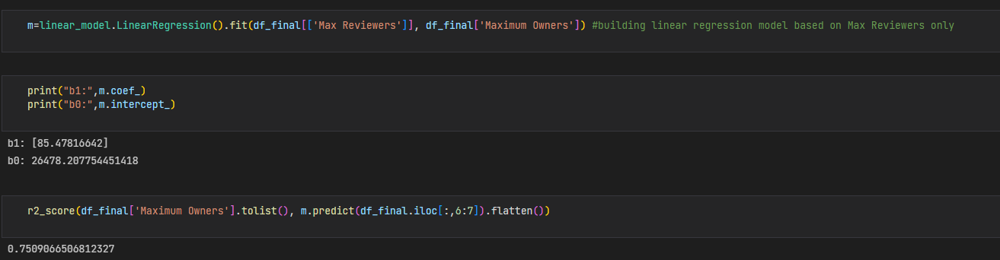 m=linear_model.LinearRegression().fit(df_final[['Max Reviewers']], df_final['Maximum Owners']) #building linear regression model based on Max Reviewers only
print("b1:",m.coef_)
print("b0:",m.intercept_)
b1: [85.47816642]
b0: 26478.207754451418
r2_score(df_final['Maximum Owners'].tolist(), m.predict(df_final.iloc[:,6:7]).flatten())
0.7509066506812327